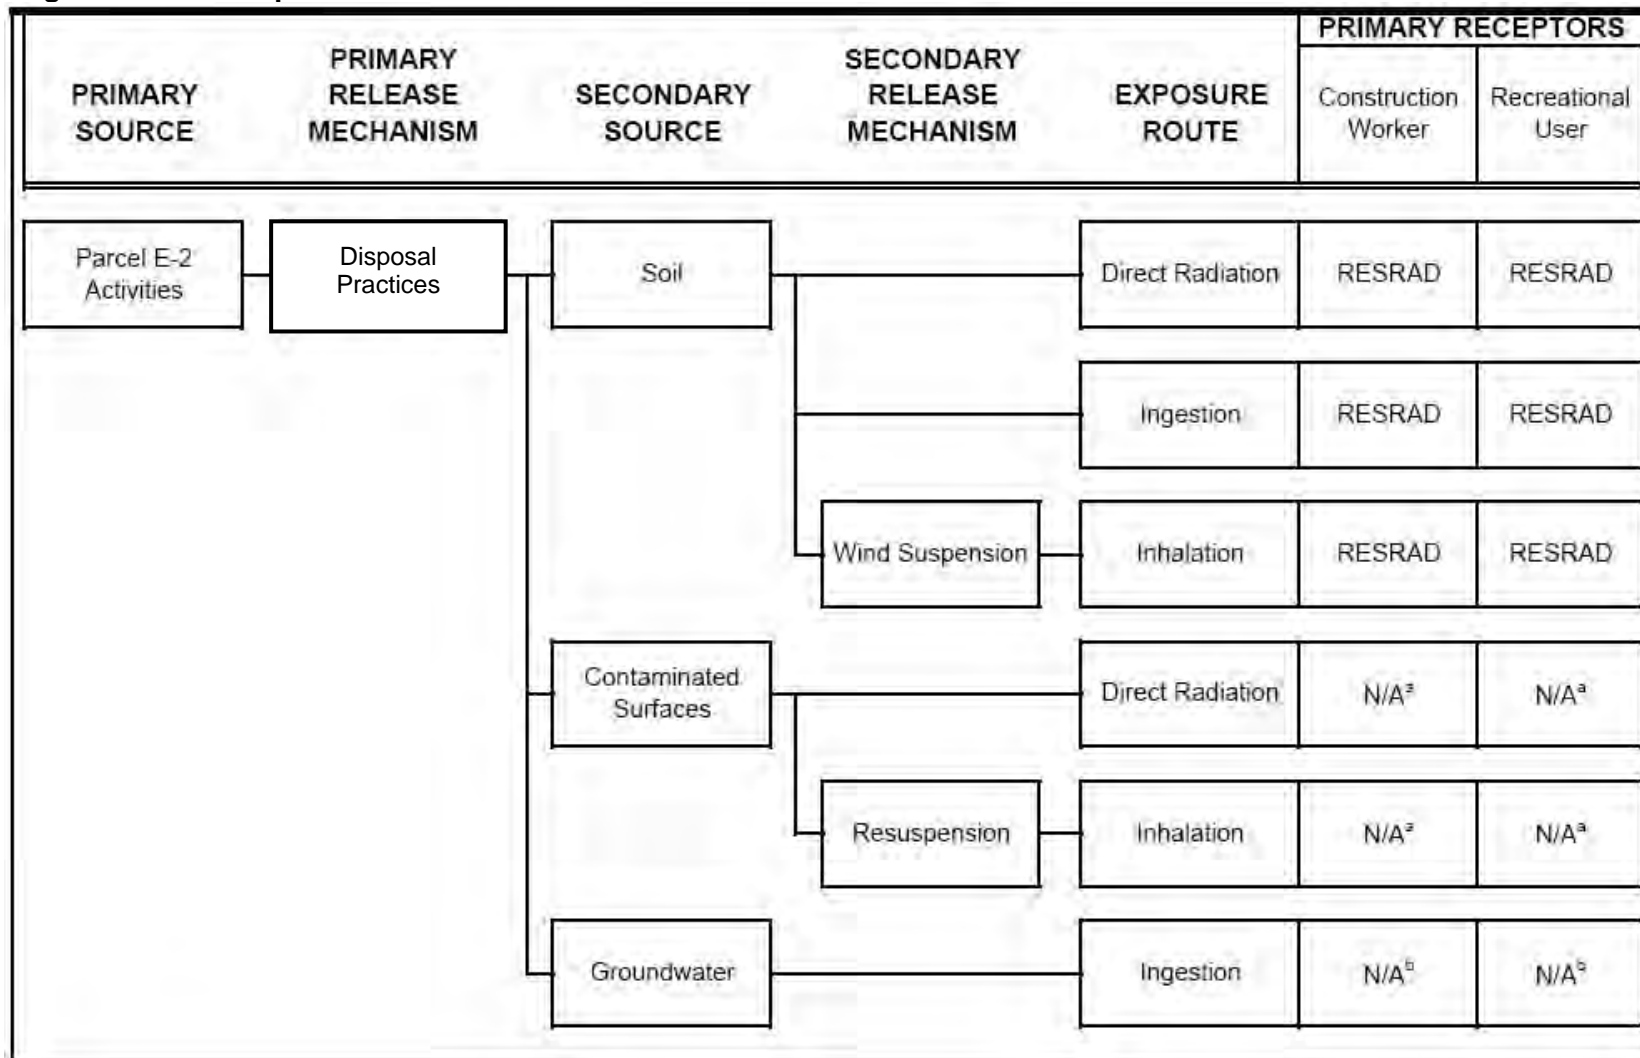 PRIMARY RECEPTORS
PRIMARY
SOURCE
PRIMARY
RELEASE
MECHANISM
SECONDARY
SOURCE
SECONDARY
RELEASE
MECHANISM
EXPOSURE
ROUTE
Construction
Worker
Recreational
User
Parcel E-2
Activities
Disposal
Practices
Soil
Direct Radiation
RESRAD
RESRAD
Ingestion
RESRAD
RESRAD
Wind Suspension
Inhalation
RESRAD
RESRAD
Contaminated
Surfaces
Direct Radiation
N/Aª
N/Aª
Resuspension
Inhalation
N/Aª
N/Aª
Groundwater
Ingestion
N/Aᵇ
N/Aᵇ